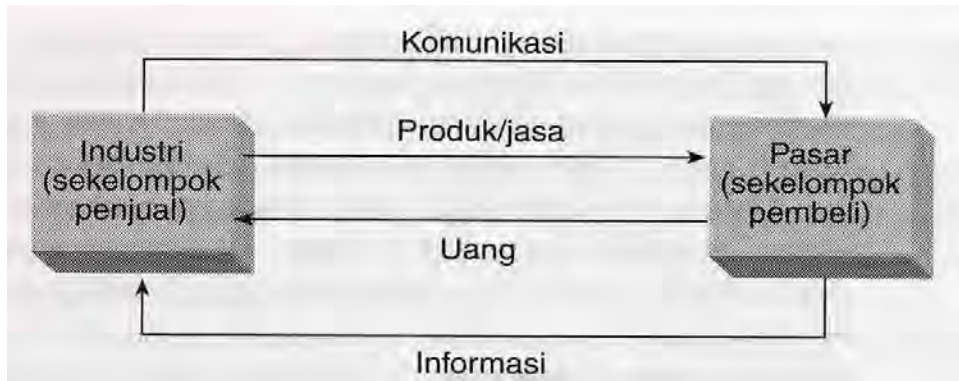 Komunikasi
Produk/jasa
Industri
(sekelompok
penjual)
Pasar
(sekelompok
pembeli)
Uang
Informasi